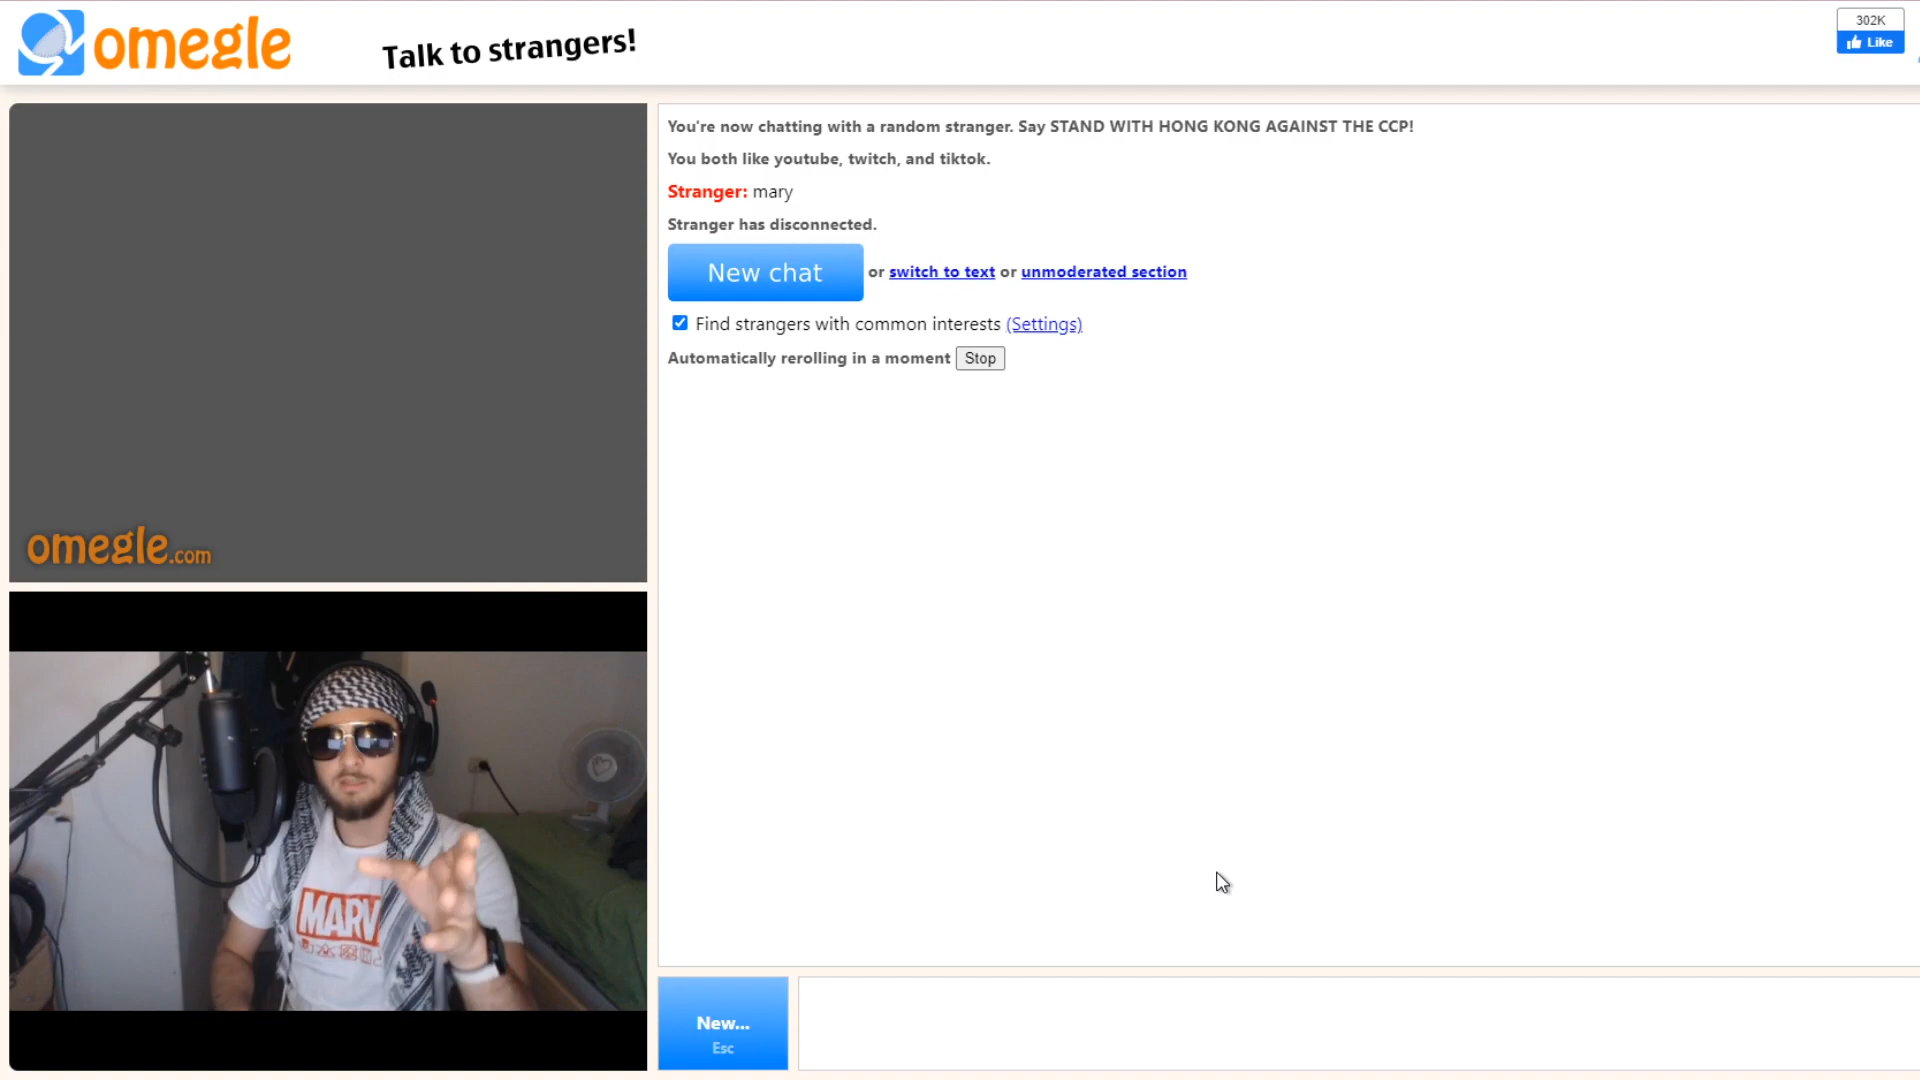 omegle
Talk to strangers!
302K
Like
You're now chatting with a random stranger. Say STAND WITH HONG KONG AGAINST THE CCP!
You both like youtube, twitch, and tiktok.
Stranger: mary
Stranger has disconnected.
New chat or switch to text or unmoderated section
Find strangers with common interests (Settings)
Automatically rerolling in a moment Stop
omegle.com
MARV
New...
Esc